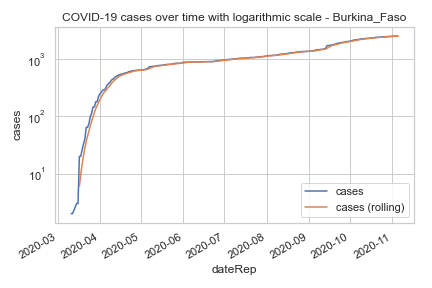 COVID-19 cases over time with logarithmic scale - Burkina_Faso
cases
10³
10²
10¹
cases
cases (rolling)
2020-03
2020-04
2020-05
2020-06
2020-07
2020-08
2020-09
2020-10
2020-11
dateRep